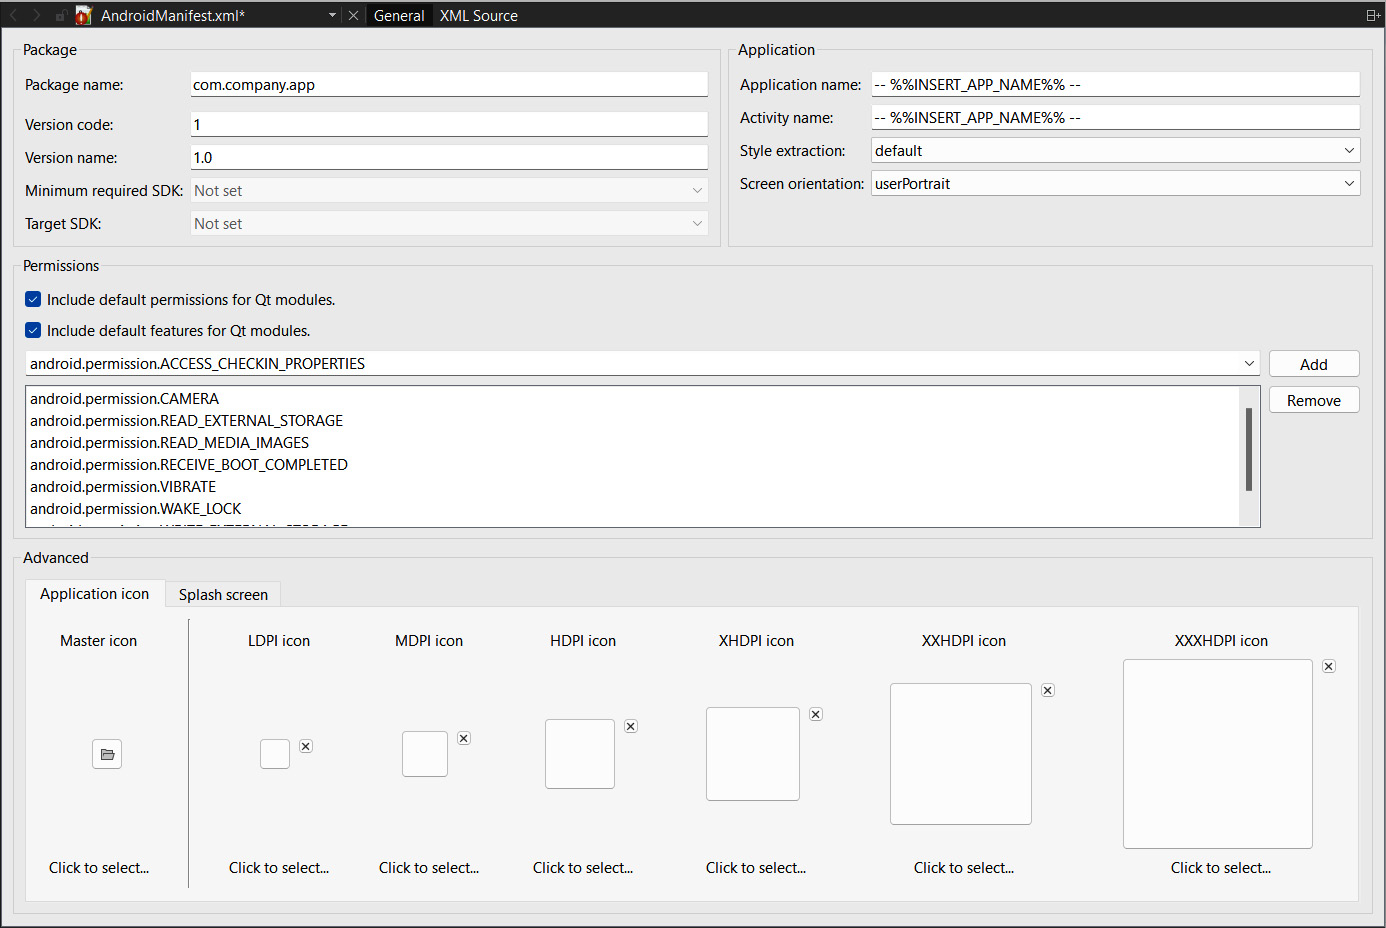 AndroidManifest.xml*
General
XML Source
Package
Package name:
com.company.app
Version code:
1
Version name:
1.0
Minimum required SDK:
Not set
Target SDK:
Not set
Application
Application name:
-- %%INSERT_APP_NAME%% --
Activity name:
-- %%INSERT_APP_NAME%% --
Style extraction:
default
Screen orientation:
userPortrait
Permissions
Include default permissions for Qt modules.
Include default features for Qt modules.
android.permission.ACCESS_CHECKIN_PROPERTIES
Add
android.permission.CAMERA
android.permission.READ_EXTERNAL_STORAGE
android.permission.READ_MEDIA_IMAGES
android.permission.RECEIVE_BOOT_COMPLETED
android.permission.VIBRATE
android.permission.WAKE_LOCK
Remove
Advanced
Application icon
Splash screen
Master icon
LDPI icon
MDPI icon
HDPI icon
XHDPI icon
XXHDPI icon
XXXHDPI icon
Click to select...
Click to select...
Click to select...
Click to select...
Click to select...
Click to select...
Click to select...